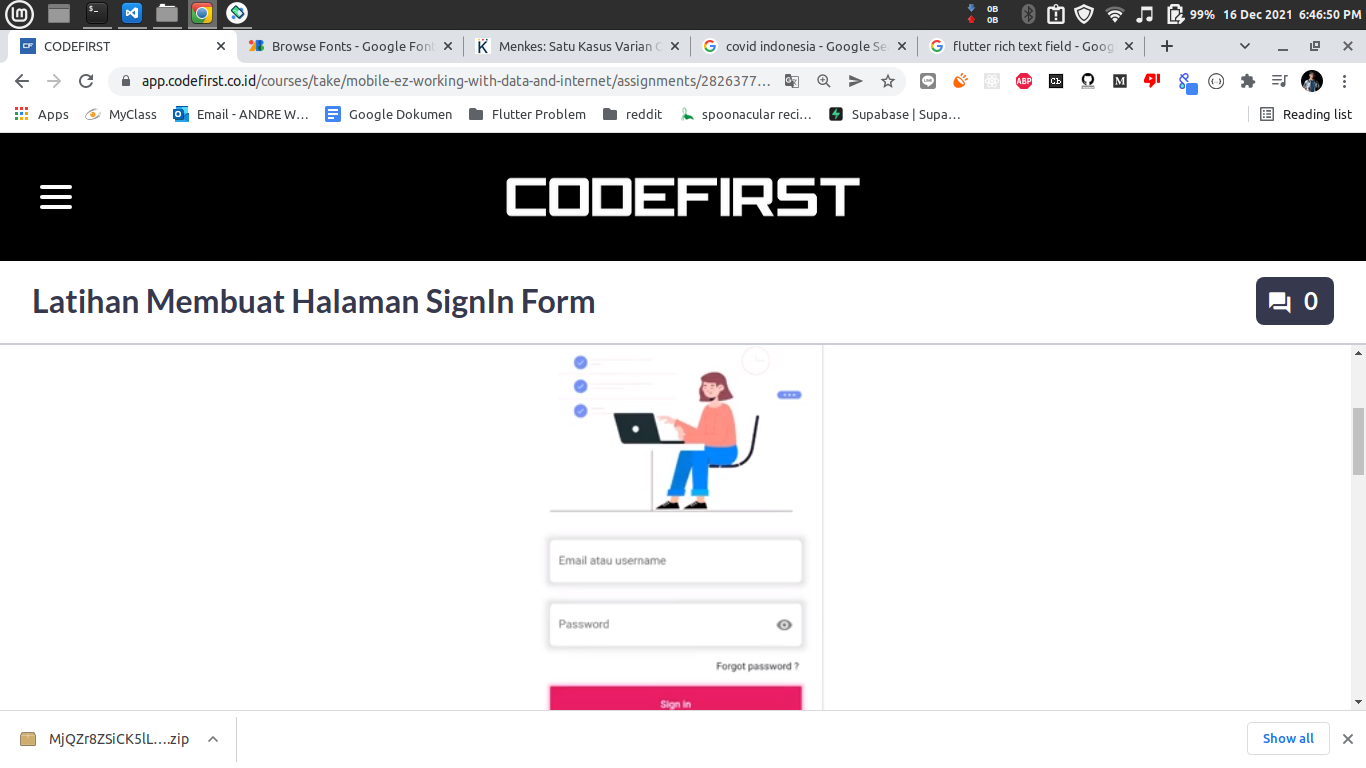 0B
0B
99% 16 Dec 2021 6:46:50 PM
CODEFIRST
Browse Fonts - Google Fon
Menkes: Satu Kasus Varian
covid indonesia - Google Se
flutter rich text field - Goog
app.codefirst.co.id/courses/take/mobile-ez-working-with-data-and-internet/assignments/2826377...
ABP
Cb
M
Apps
MyClass
Email - ANDRE W...
Google Dokumen
Flutter Problem
reddit
spoonacular reci...
Supabase | Supa...
Reading list
CODEFIRST
Latihan Membuat Halaman SignIn Form
0
Email atau username
Password
Forgot password ?
Sign in
MjQZr8ZSiCK5lL....zip
Show all